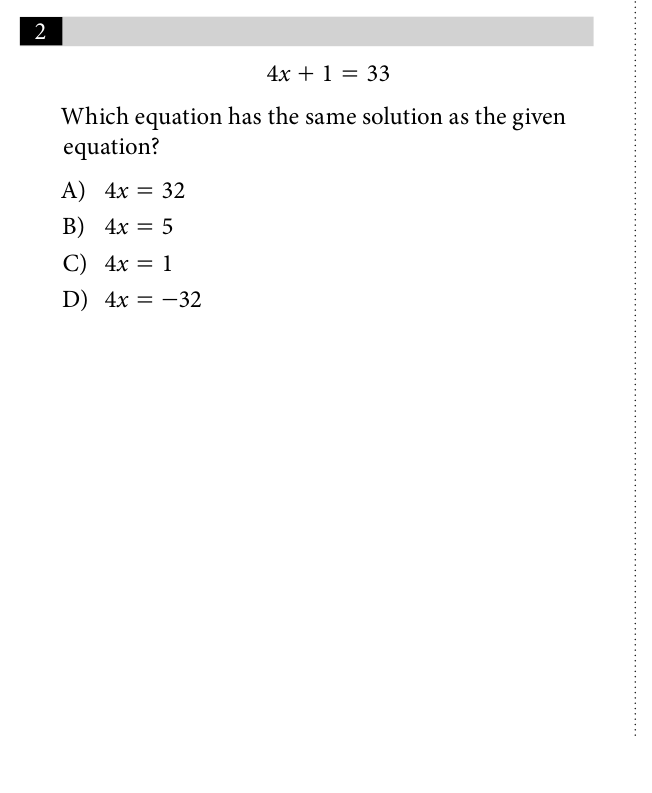 2
4x + 1 = 33
Which equation has the same solution as the given
equation?
A) 4x = 32
B) 4x = 5
C) 4x = 1
D) 4x = −32